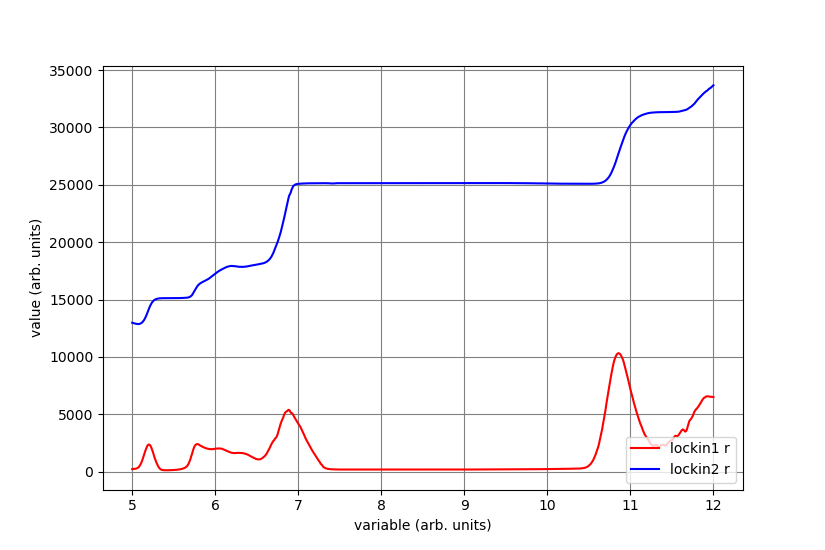 35000
30000
25000
20000
15000
10000
5000
0
value (arb. units)
5 6 7 8 9 10 11 12
variable (arb. units)
lockin1 r
lockin2 r